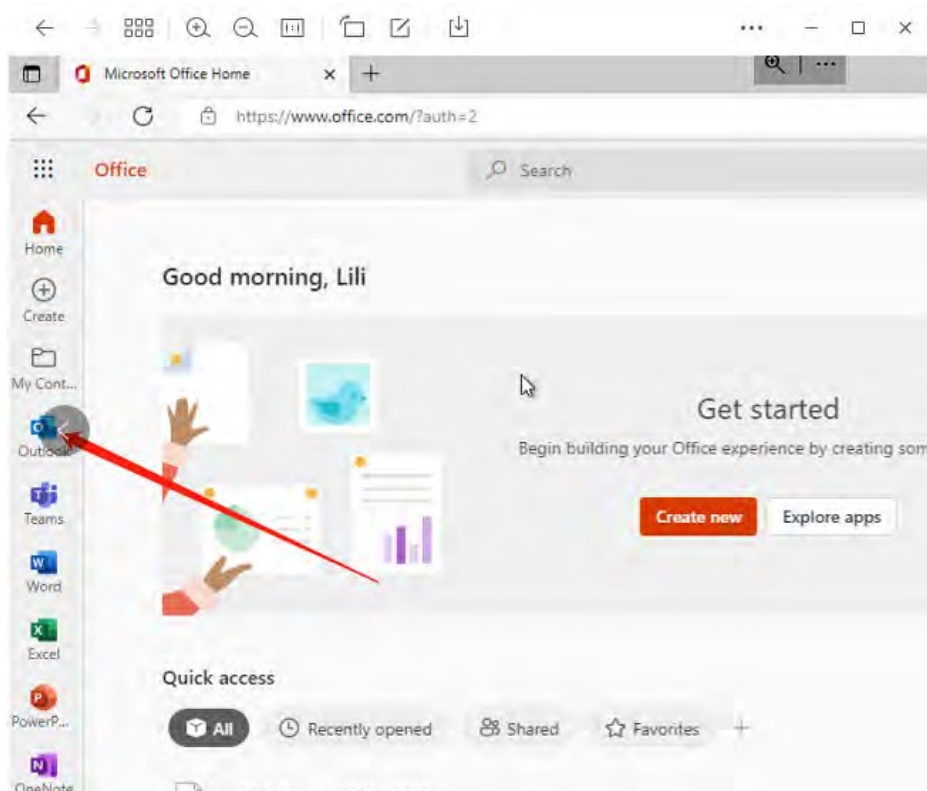 Microsoft Office Home
https://www.office.com/?auth=2
Office
Search
Home
Good morning, Lili
Create
My Cont...
Get started
Outlook
Begin building your Office experience by creating som
Teams
Create new
Explore apps
Word
Excel
Quick access
PowerP...
All
Recently opened
Shared
Favorites
OneNote